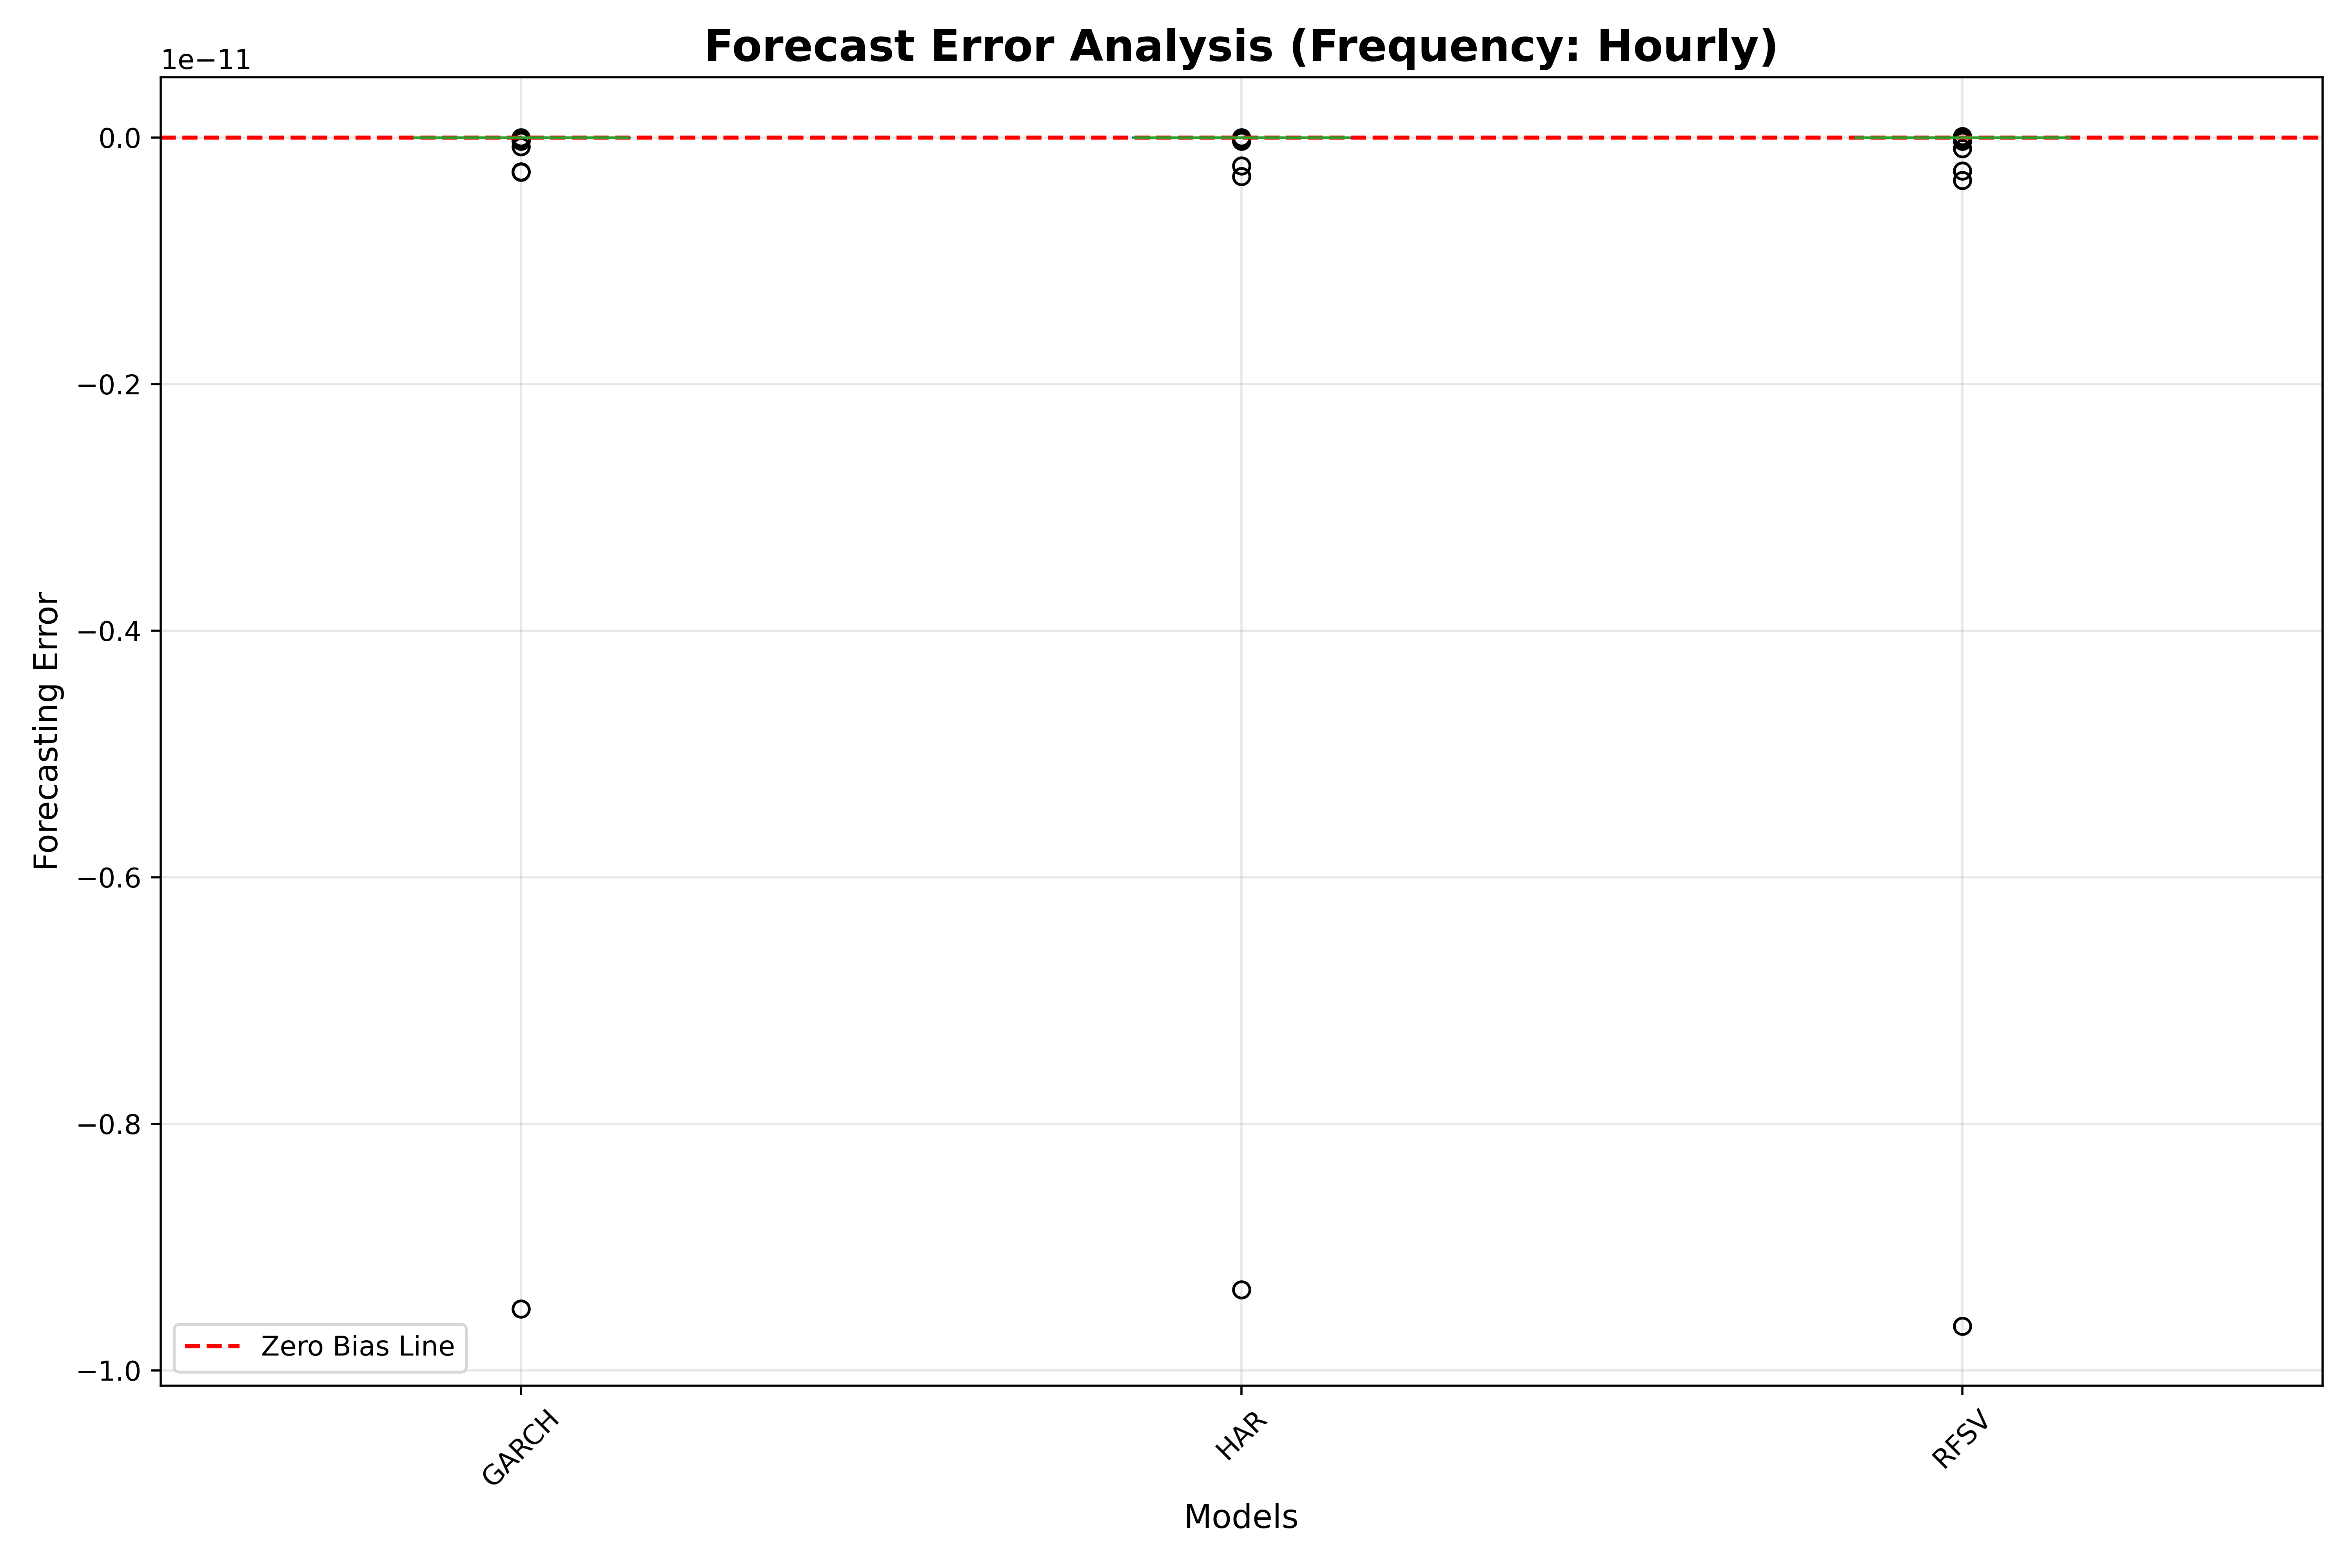 Forecast Error Analysis (Frequency: Hourly)
1e−11
0.0
−0.2
−0.4
−0.6
−0.8
−1.0
Forecasting Error
Zero Bias Line
GARCH
HAR
RFSV
Models